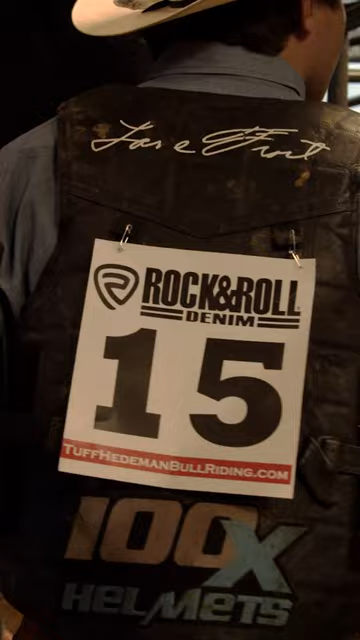 Lane Frost
ROCK&ROLL
DENIM
15
TUFFHEDEMANBULLRIDING.COM
100X
HELMETS